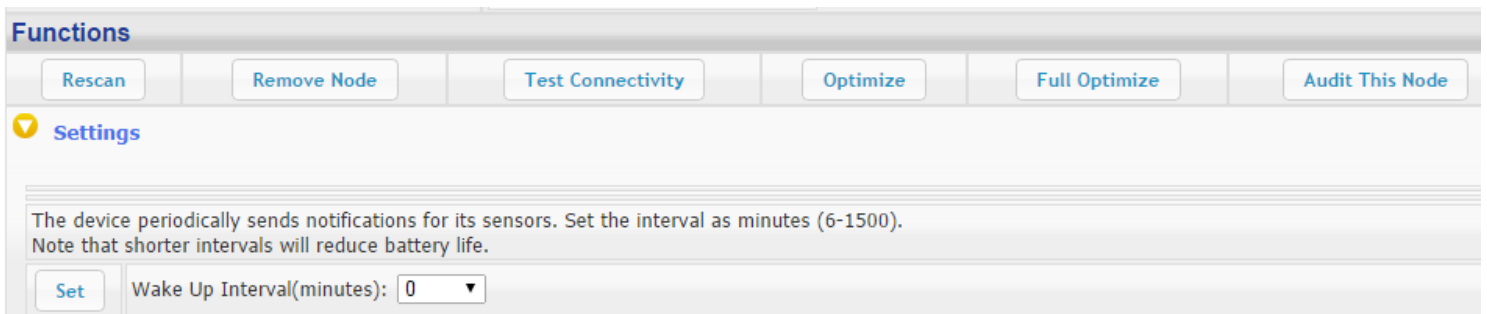 Functions
Rescan Remove Node Test Connectivity Optimize Full Optimize Audit This Node
Settings
The device periodically sends notifications for its sensors. Set the interval as minutes (6-1500).
Note that shorter intervals will reduce battery life.
Set Wake Up Interval(minutes): 0